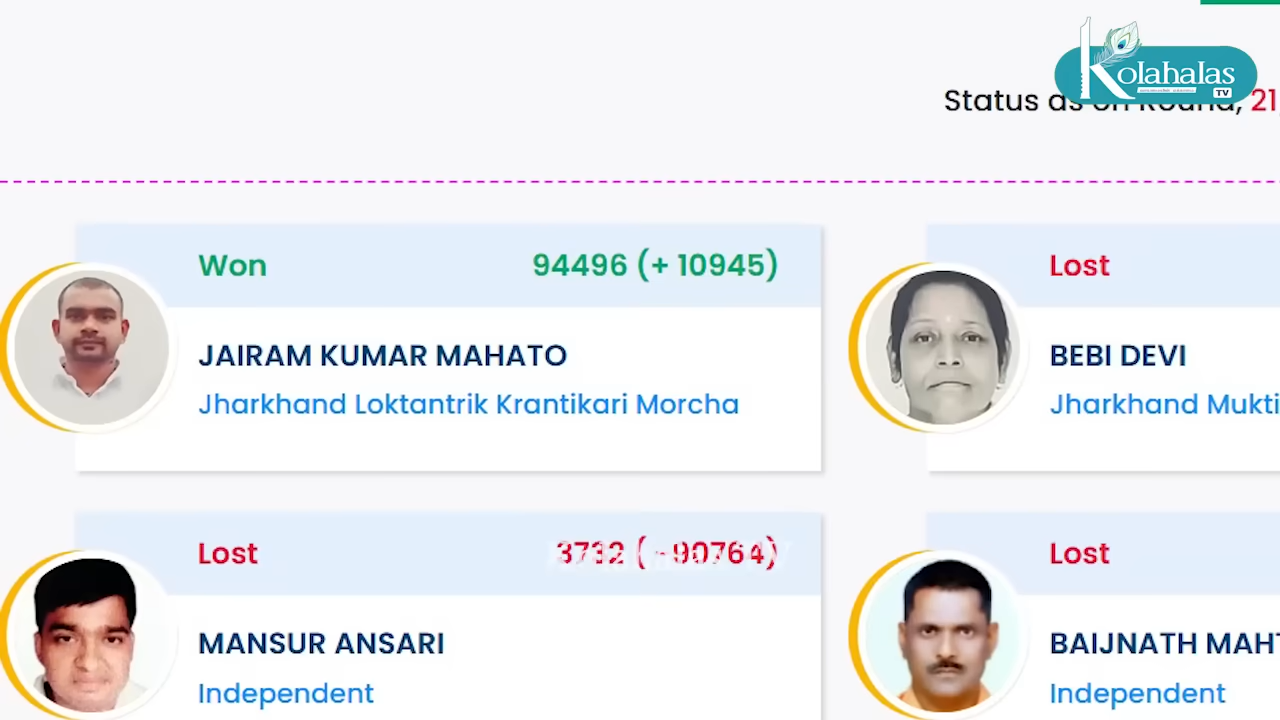 Kolahalas
TV
Status as on Round, 21
Won 94496 (+ 10945)
JAIRAM KUMAR MAHATO
Jharkhand Loktantrik Krantikari Morcha
Lost
BEBI DEVI
Jharkhand Mukti
Lost 3732 ( -90764)
MANSUR ANSARI
Independent
Lost
BAIJNATH MAHT
Independent